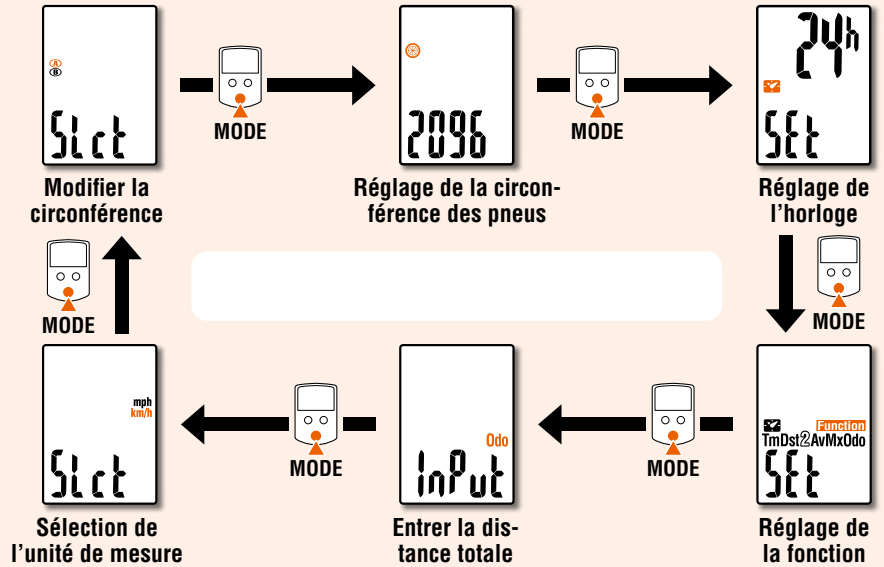 A
B
Slct
MODE
2096
MODE
24h
SEt
Modifier la
circonférence
Réglage de la circon-
férence des pneus
Réglage de
l'horloge
MODE
MODE
mph
km/h
Slct
MODE
Odo
InPut
MODE
Function
TmDst2AvMxOdo
SEt
Sélection de
l'unité de mesure
Entrer la dis-
tance totale
Réglage de
la fonction